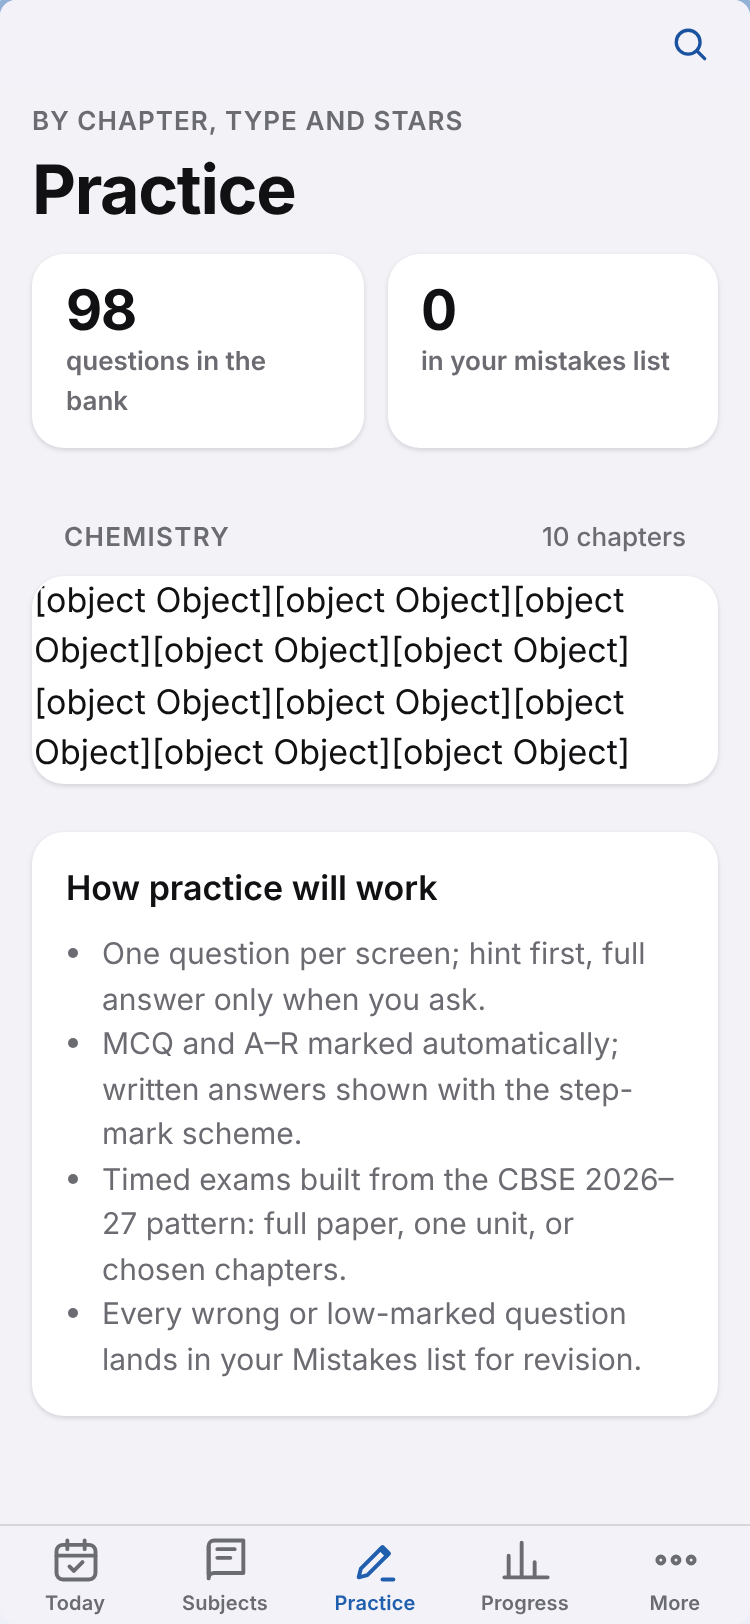 BY CHAPTER, TYPE AND STARS
Practice
98
questions in the
bank
0
in your mistakes list
CHEMISTRY
10 chapters
[object Object][object Object][object
Object][object Object][object Object]
[object Object][object Object][object
Object][object Object][object Object]
How practice will work
• One question per screen; hint first, full
answer only when you ask.
• MCQ and A–R marked automatically;
written answers shown with the step-
mark scheme.
• Timed exams built from the CBSE 2026–
27 pattern: full paper, one unit, or
chosen chapters.
• Every wrong or low-marked question
lands in your Mistakes list for revision.
Today
Subjects
Practice
Progress
More